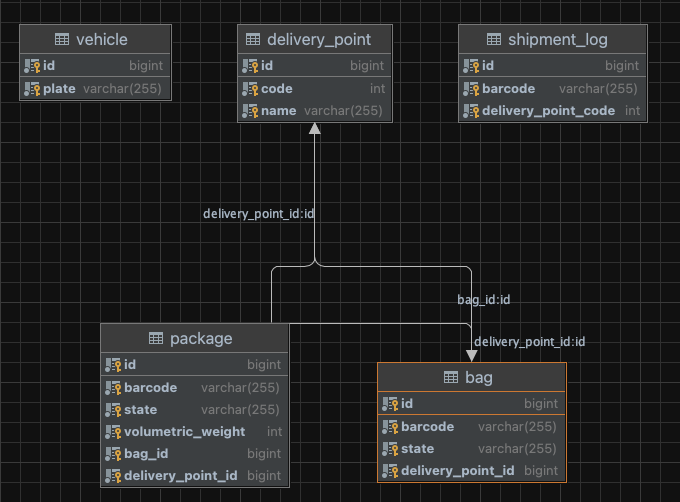 vehicle
id bigint
plate varchar(255)
delivery_point
id bigint
code int
name varchar(255)
shipment_log
id bigint
barcode varchar(255)
delivery_point_code int
delivery_point_id:id
bag_id:id
delivery_point_id:id
package
id bigint
barcode varchar(255)
state varchar(255)
volumetric_weight int
bag_id bigint
delivery_point_id bigint
bag
id bigint
barcode varchar(255)
state varchar(255)
delivery_point_id bigint